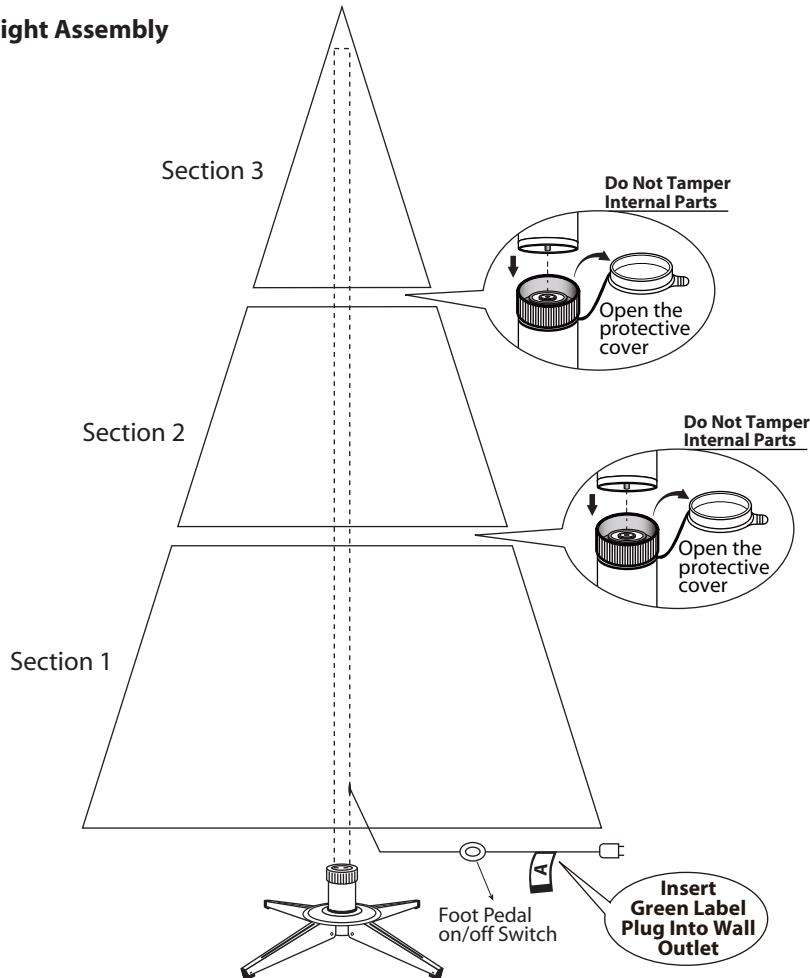 ight Assembly
Section 3
Do Not Tamper
Internal Parts
Open the
protective
cover
Section 2
Do Not Tamper
Internal Parts
Open the
protective
cover
Section 1
A
Foot Pedal
on/off Switch
Insert
Green Label
Plug Into Wall
Outlet